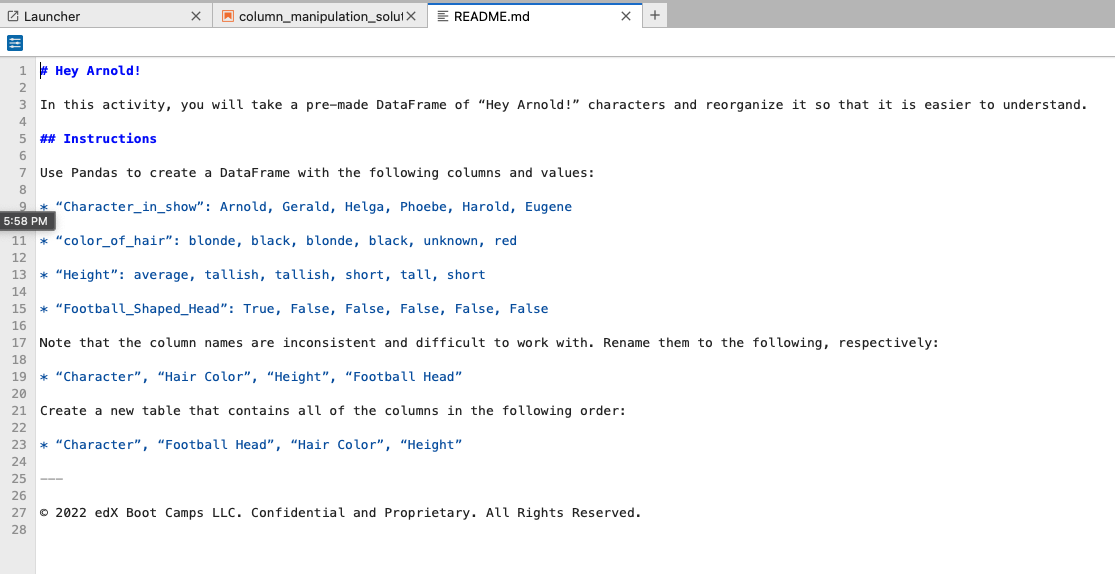 Launcher
column_manipulation_solut
README.md
1 # Hey Arnold!
2
3 In this activity, you will take a pre-made DataFrame of “Hey Arnold!” characters and reorganize it so that it is easier to understand.
4
5 ## Instructions
6
7 Use Pandas to create a DataFrame with the following columns and values:
8
9 * “Character_in_show”: Arnold, Gerald, Helga, Phoebe, Harold, Eugene
5:58 PM
11 * “color_of_hair”: blonde, black, blonde, black, unknown, red
12
13 * “Height”: average, tallish, tallish, short, tall, short
14
15 * “Football_Shaped_Head”: True, False, False, False, False, False
16
17 Note that the column names are inconsistent and difficult to work with. Rename them to the following, respectively:
18
19 * “Character”, “Hair Color”, “Height”, “Football Head”
20
21 Create a new table that contains all of the columns in the following order:
22
23 * “Character”, “Football Head”, “Hair Color”, “Height”
24
25 ---
26
27 © 2022 edX Boot Camps LLC. Confidential and Proprietary. All Rights Reserved.
28